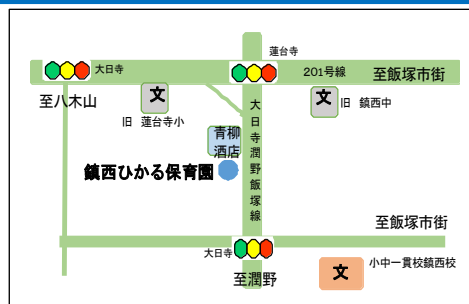 蓮台寺
大日寺
201号線
至飯塚市街
至八木山
文
旧 蓮台寺小
文
旧 鎮西中
青柳
酒店
大日寺潤野飯塚線
鎮西ひかる保育園
至飯塚市街
大日寺
至潤野
文
小中一貫校鎮西校